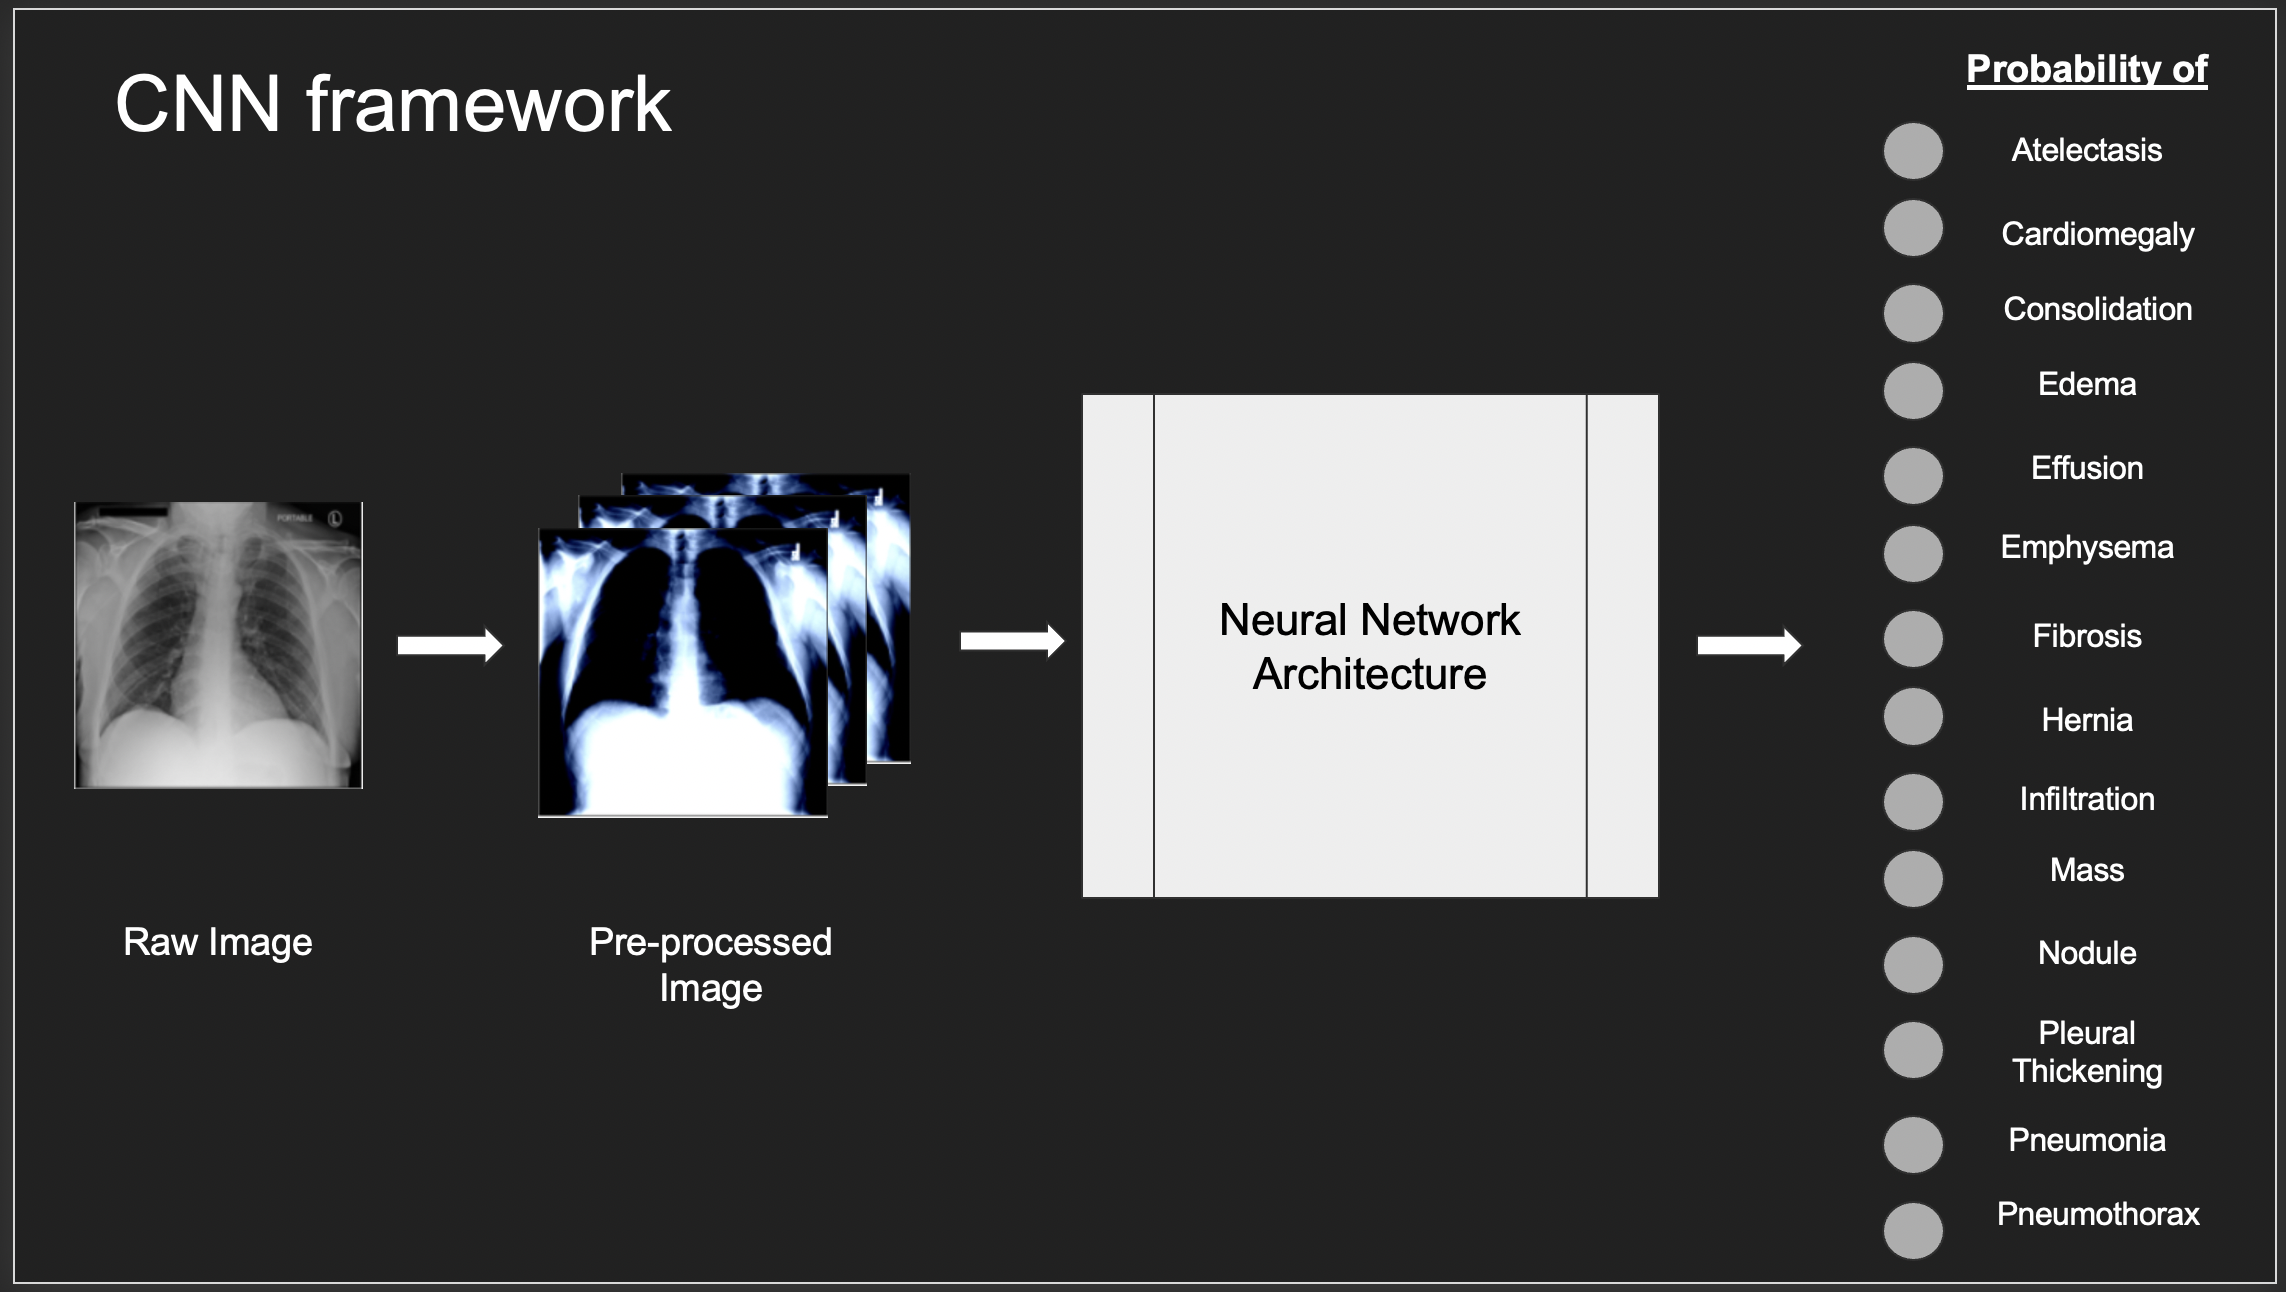 CNN framework
Probability of
Atelectasis
Cardiomegaly
Consolidation
Edema
Effusion
Emphysema
Fibrosis
Hernia
Infiltration
Mass
Nodule
Pleural
Thickening
Pneumonia
Pneumothorax
PORTABLE L
Neural Network
Architecture
Raw Image
Pre-processed
Image